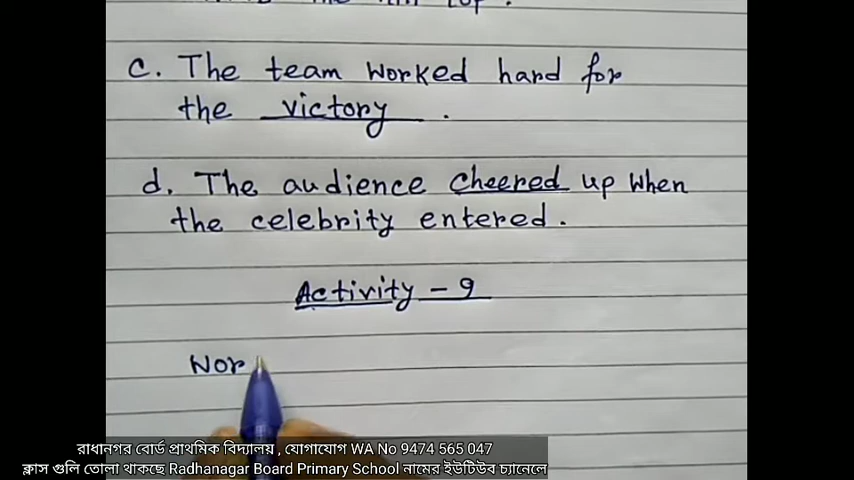 c. The team worked hard for
the victory.
d. The audience cheered up when
the celebrity entered.
Activity - 9
Wor
রাধানগর বোর্ড প্রাথমিক বিদ্যালয়, যোগাযোগ WA No 9474 565 047
ক্লাস গুলি তোলা থাকছে Radhanagar Board Primary School নামের ইউটিউব চ্যানেলে